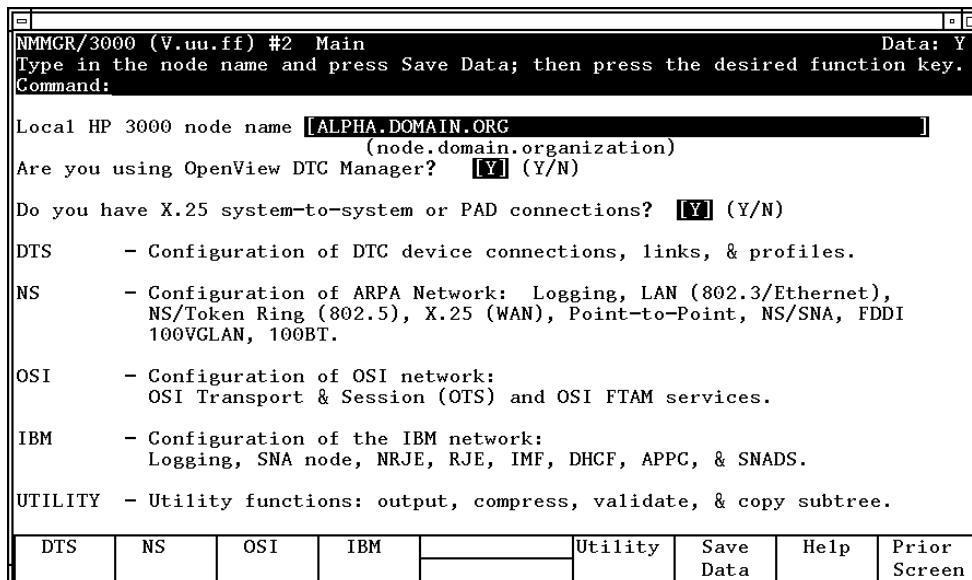 NMMGR/3000 (V.uu.ff) #2  Main                                        Data: Y
Type in the node name and press Save Data; then press the desired function key.
Command:
Local HP 3000 node name [ALPHA.DOMAIN.ORG                                      ]
(node.domain.organization)
Are you using OpenView DTC Manager?   [Y] (Y/N)
Do you have X.25 system-to-system or PAD connections?  [Y] (Y/N)
DTS     - Configuration of DTC device connections, links, & profiles.
NS      - Configuration of ARPA Network:  Logging, LAN (802.3/Ethernet),
NS/Token Ring (802.5), X.25 (WAN), Point-to-Point, NS/SNA, FDDI
100VGLAN, 100BT.
OSI     - Configuration of OSI network:
OSI Transport & Session (OTS) and OSI FTAM services.
IBM     - Configuration of the IBM network:
Logging, SNA node, NRJE, RJE, IMF, DHCF, APPC, & SNADS.
UTILITY - Utility functions: output, compress, validate, & copy subtree.
DTS NS OSI IBM Utility Save Help Prior
Data Screen